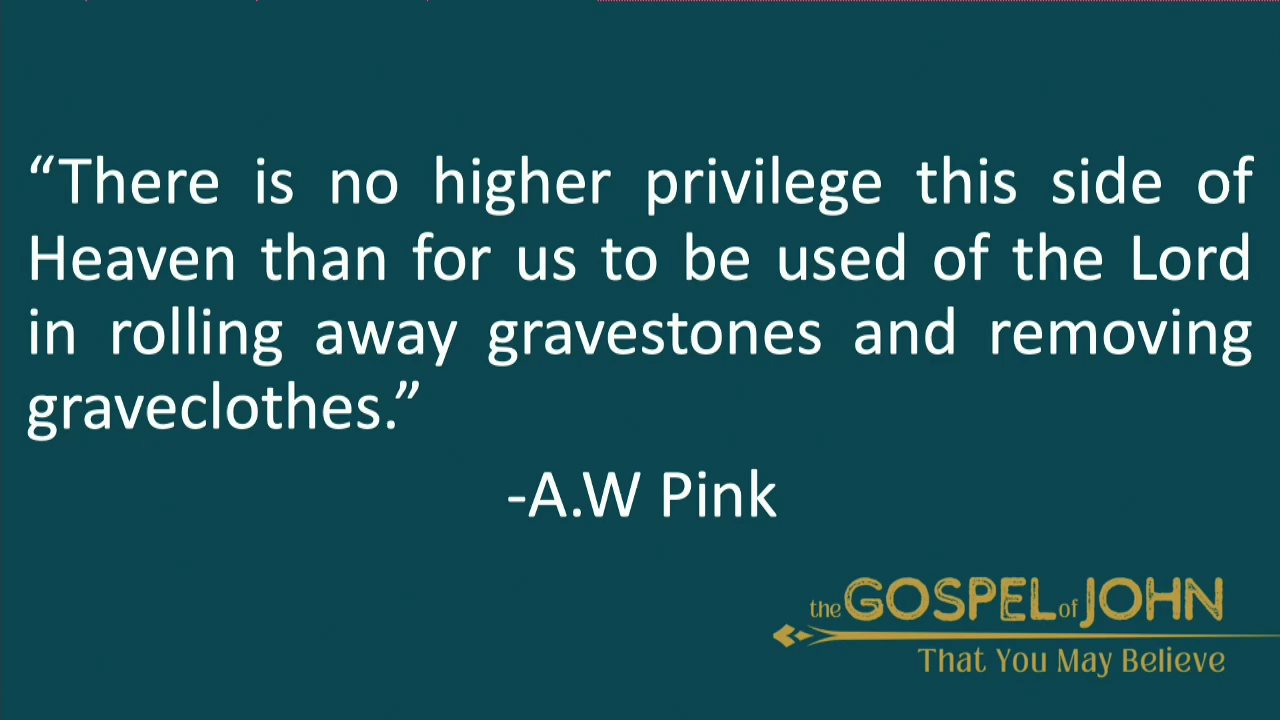 “There is no higher privilege this side of
Heaven than for us to be used of the Lord
in rolling away gravestones and removing
graveclothes.”
-A.W Pink
the GOSPEL of JOHN
That You May Believe